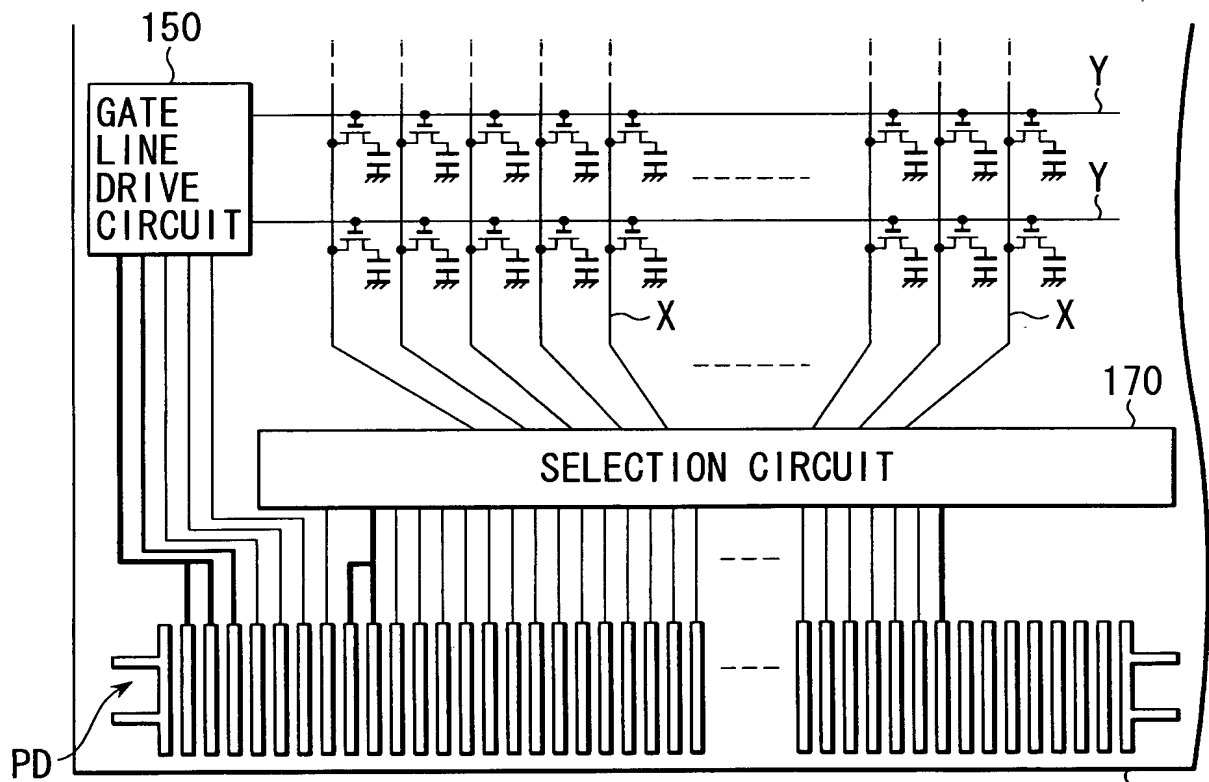 150
GATE
LINE
DRIVE
CIRCUIT
Y
Y
X
X
170
SELECTION CIRCUIT
PD